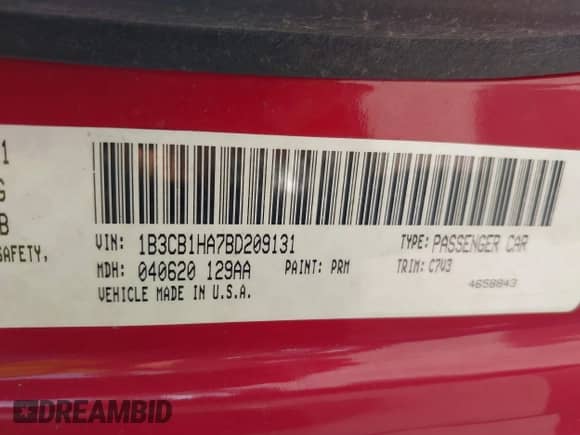 1
G
B
SAFETY,
VIN: 1B3CB1HA7BD209131 TYPE: PASSENGER CAR
MDH: 040620 129AA PAINT: PRM TRIM: C7V3
VEHICLE MADE IN U.S.A. 4658843
DREAMBID